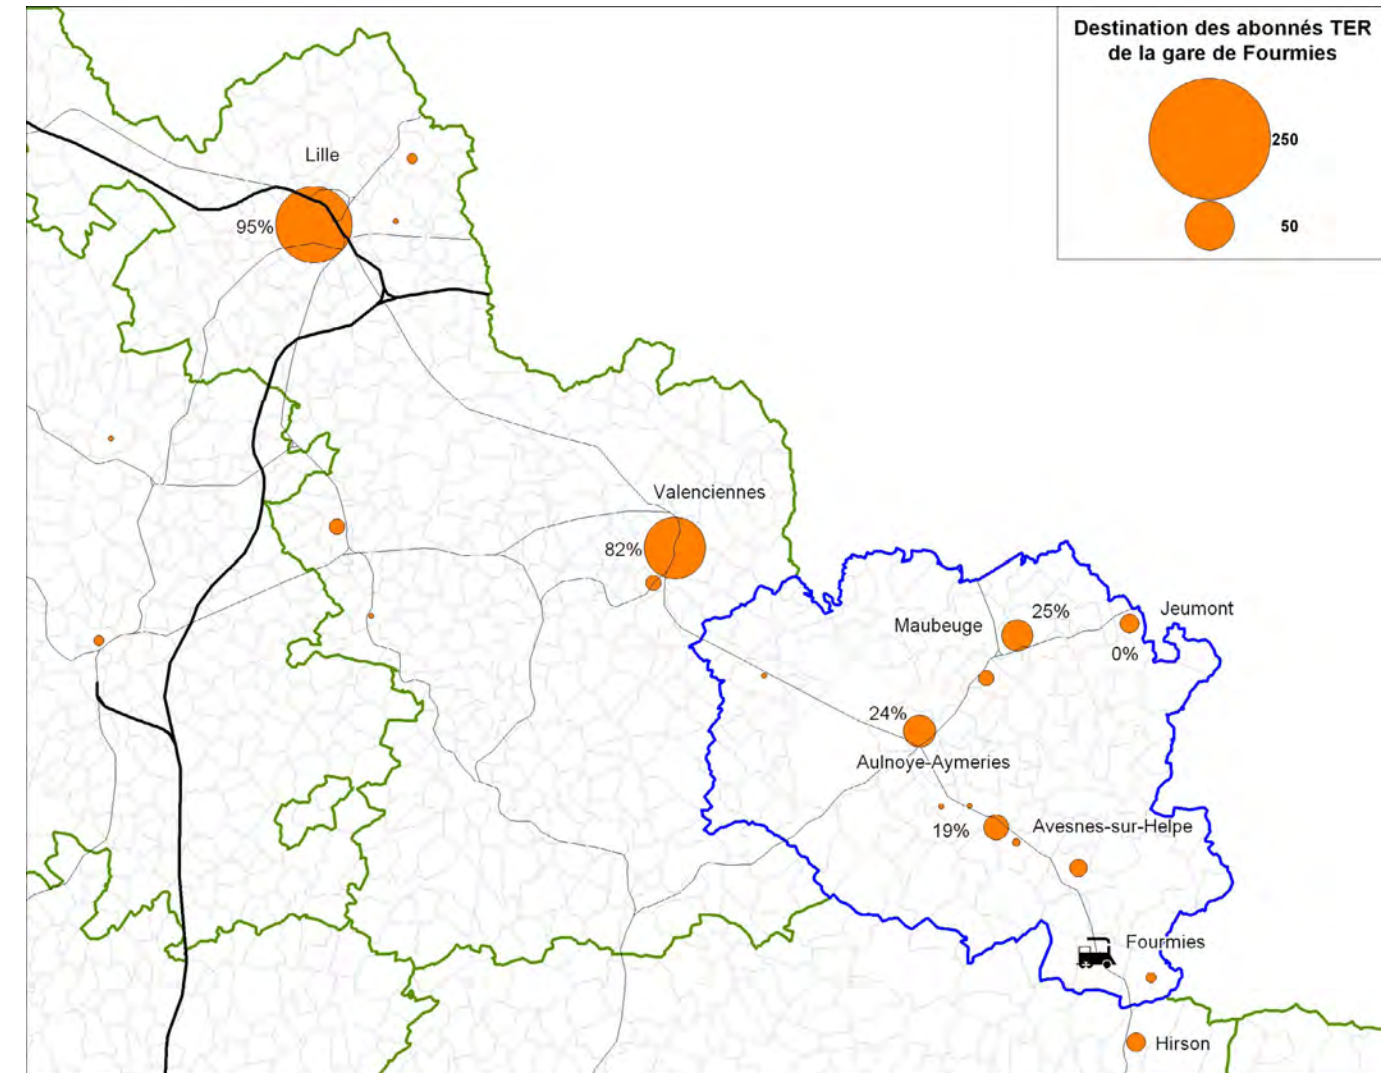 Destination des abonnés TER
de la gare de Fourmies
250
50
Lille
95%
Valenciennes
82%
25%
Jeumont
Maubeuge
0%
24%
Aulnoye-Aymeries
19%
Avesnes-sur-Helpe
Fourmies
Hirson